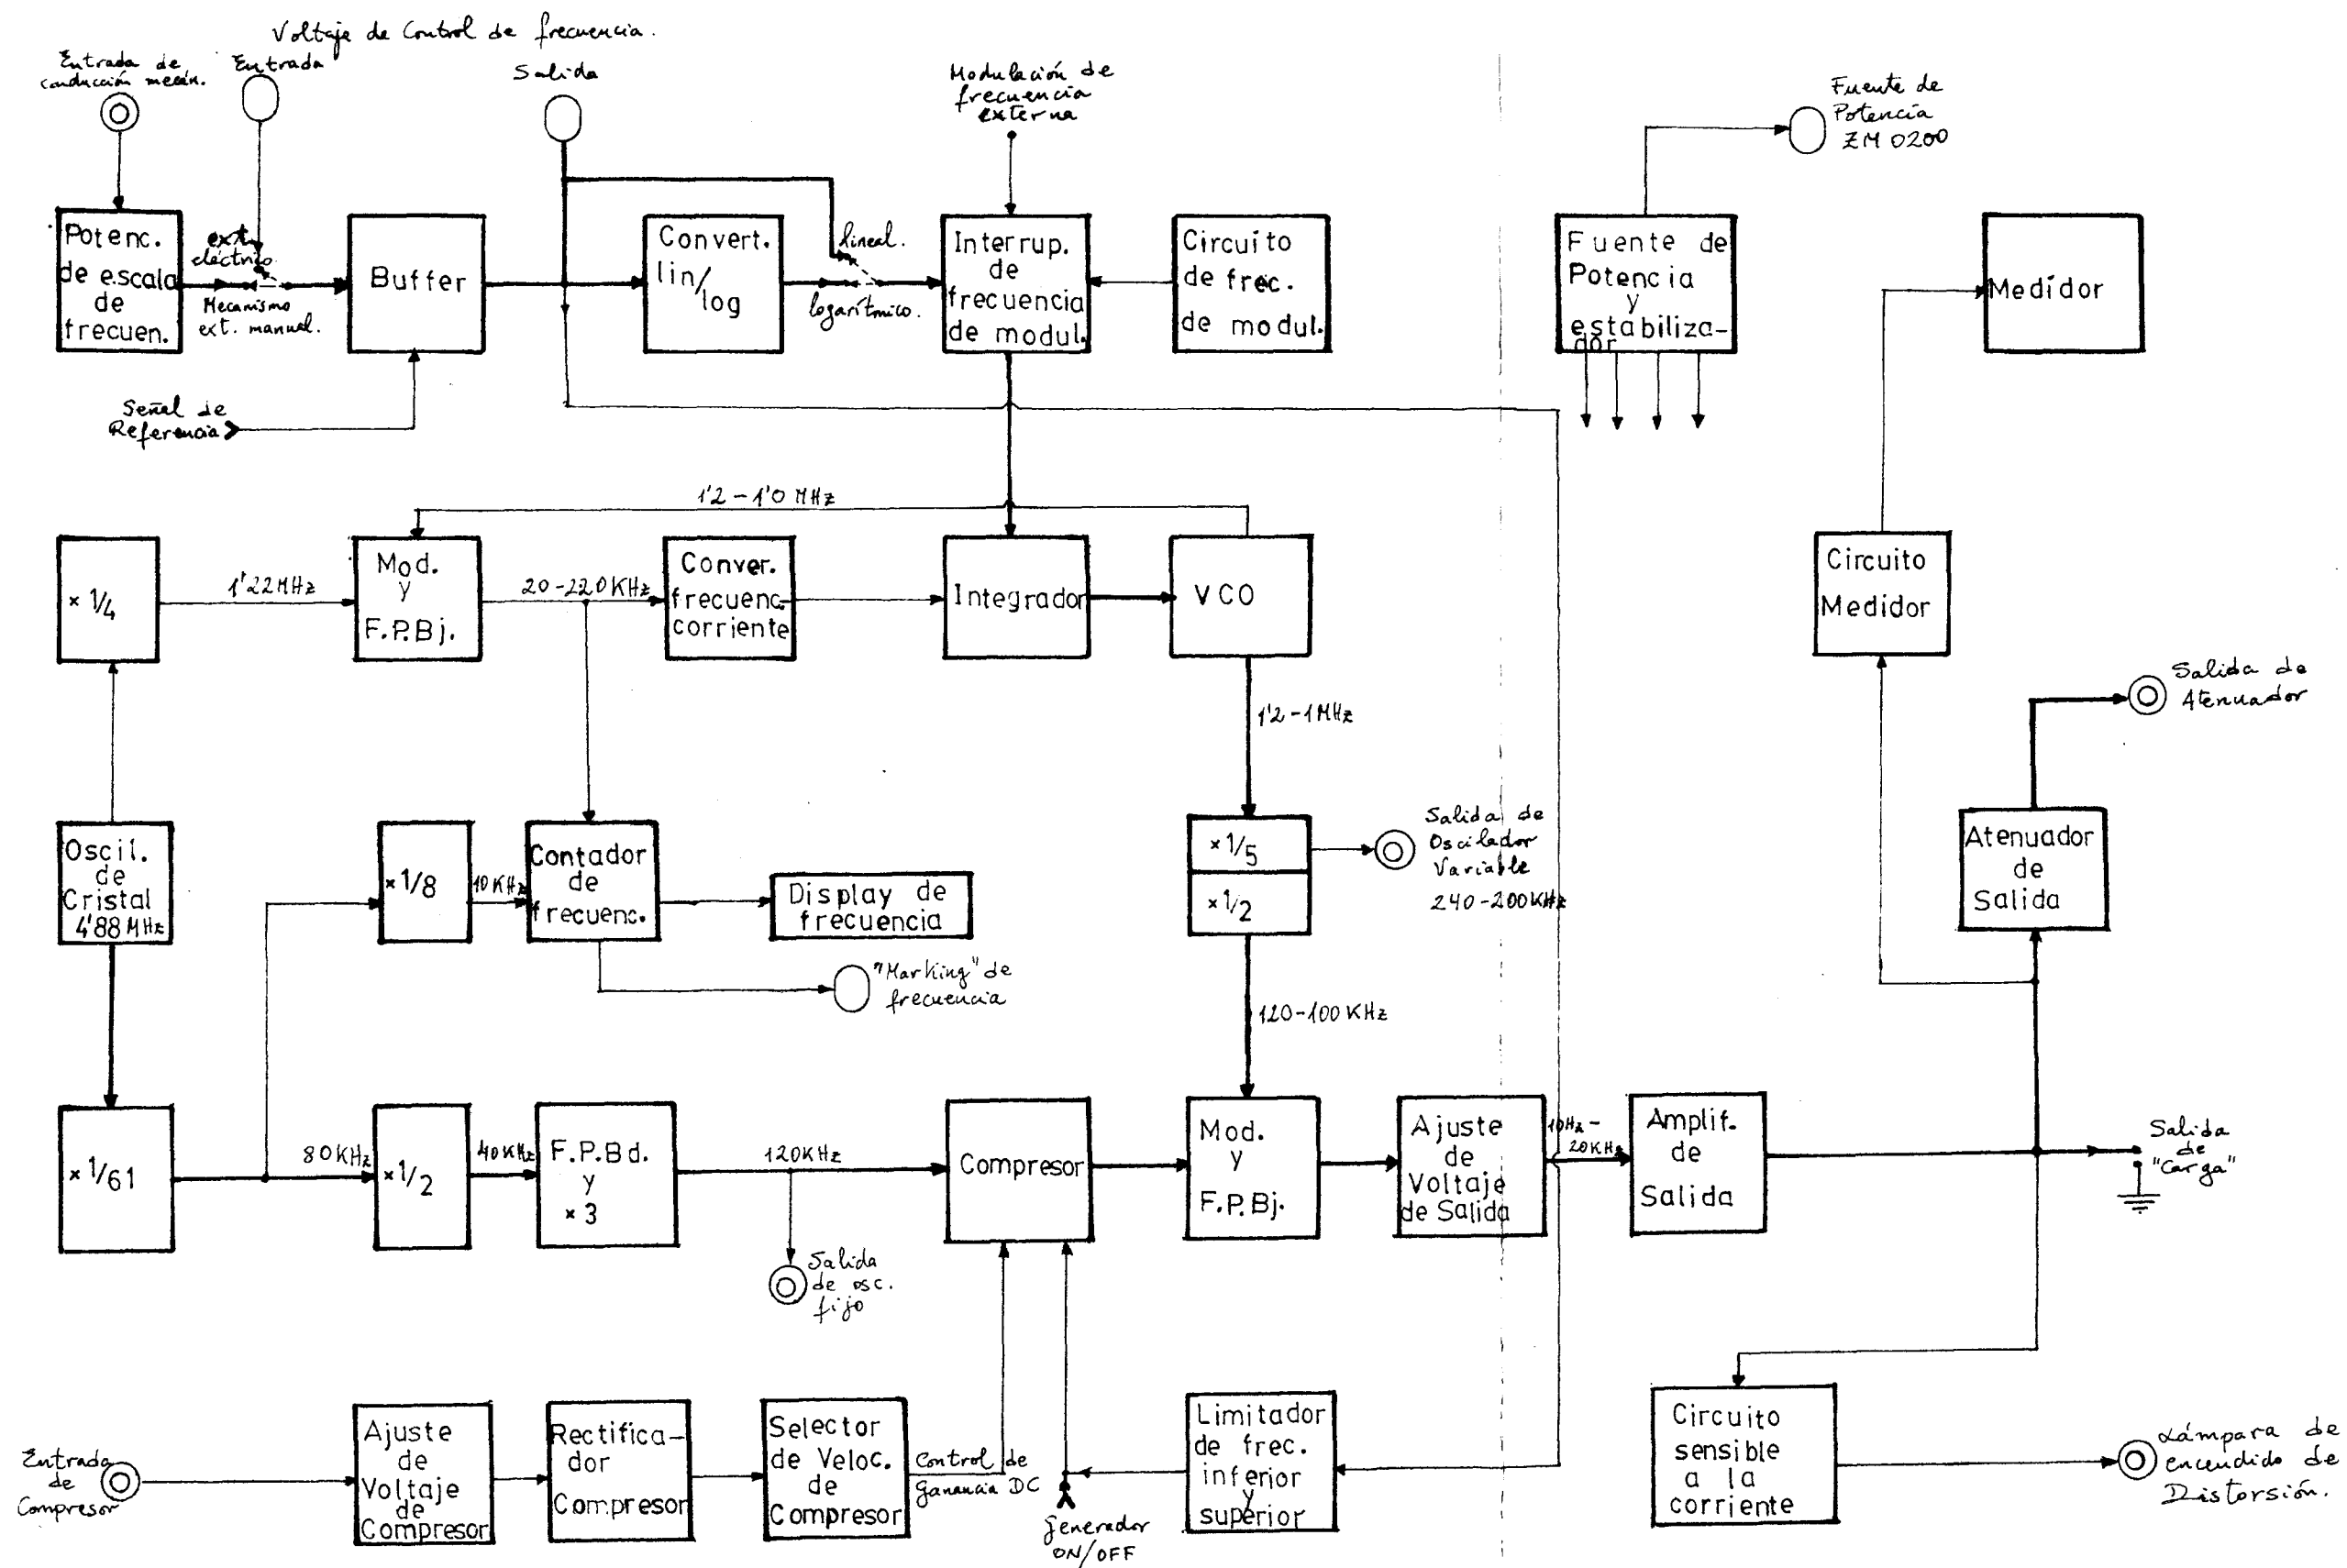 Voltaje de Control de frecuencia.
Entrada de
conducción mecán.
Entrada
Salida
Modulación de
frecuencia
externa
Fuente de
Potencia
ZM 0200
Potenc.
de escala
de
frecuen.
ext.
eléctrico
Mecanismo
ext. manual.
Buffer
Convert.
lin/
log
lineal.
logarítmico.
Interrup.
de
frecuencia
de modul.
Circuito
de frec.
de modul.
Fuente de
Potencia
y
estabiliza-
dor
Medidor
Señal de
Referencia
1'2 - 1'0 MHz
× 1/4
1'22 MHz
Mod.
y
F.P.Bj.
20-220 KHz
Conver.
frecuenc-
corriente
Integrador
VCO
Circuito
Medidor
1'2 - 1 MHz
Salida de
Atenuador
Oscil.
de
Cristal
4'88 MHz
× 1/8
10 KHz
Contador
de
frecuenc.
Display de
frecuencia
"Marking" de
frecuencia
× 1/5
× 1/2
Salida de
Oscilador
Variable
240-200 KHz
Atenuador
de
Salida
120-100 KHz
× 1/61
80 KHz
× 1/2
40 KHz
F.P.Bd.
y
× 3
120 KHz
Salida
de osc.
fijo
Compresor
Mod.
y
F.P.Bj.
Ajuste
de
Voltaje
de Salida
10 Hz -
20 KHz
Amplif.
de
Salida
Salida
de
"Carga"
Entrada
de
Compresor
Ajuste
de
Voltaje
de
Compresor
Rectifica-
dor
Compresor
Selector
de Veloc.
de
Compresor
Control de
Ganancia DC
Generador
ON/OFF
Limitador
de frec.
inferior
y
superior
Circuito
sensible
a la
corriente
Lámpara de
encendido de
Distorsión.